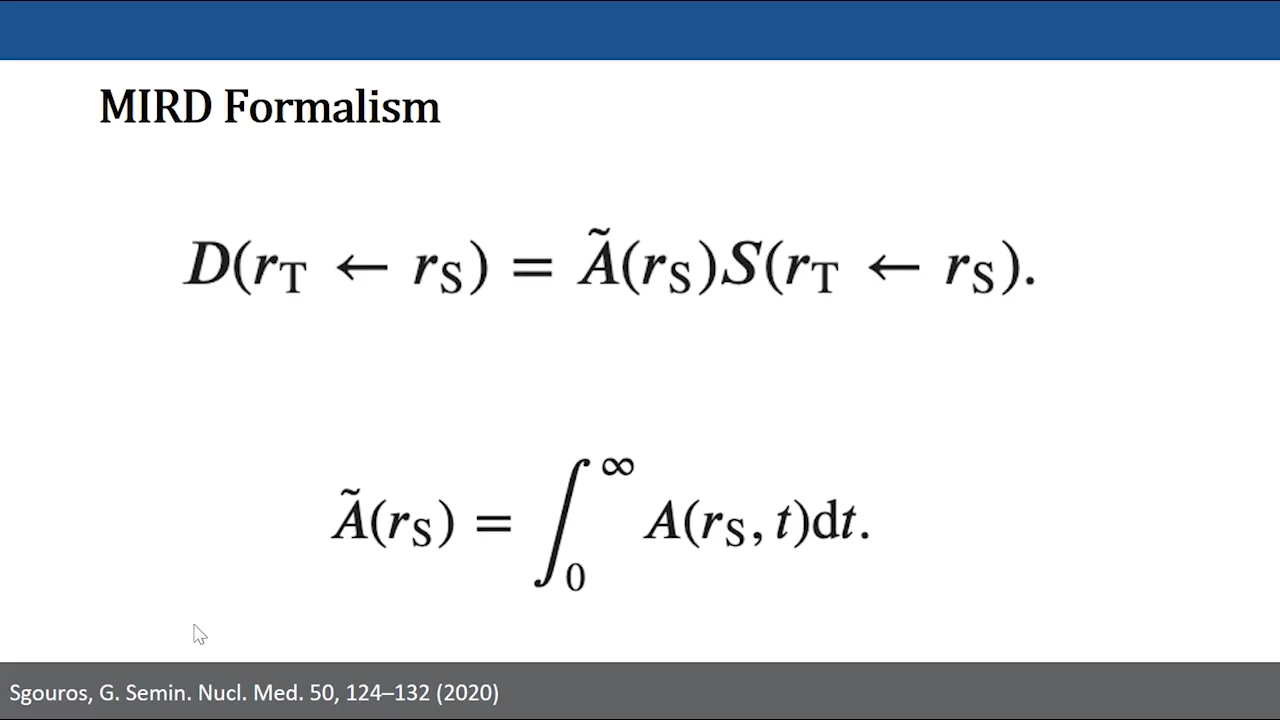 MIRD Formalism
D(r_T ← r_S) = Ã(r_S)S(r_T ← r_S).
Ã(r_S) = ∫_0^∞ A(r_S, t)dt.
Sgouros, G. Semin. Nucl. Med. 50, 124–132 (2020)